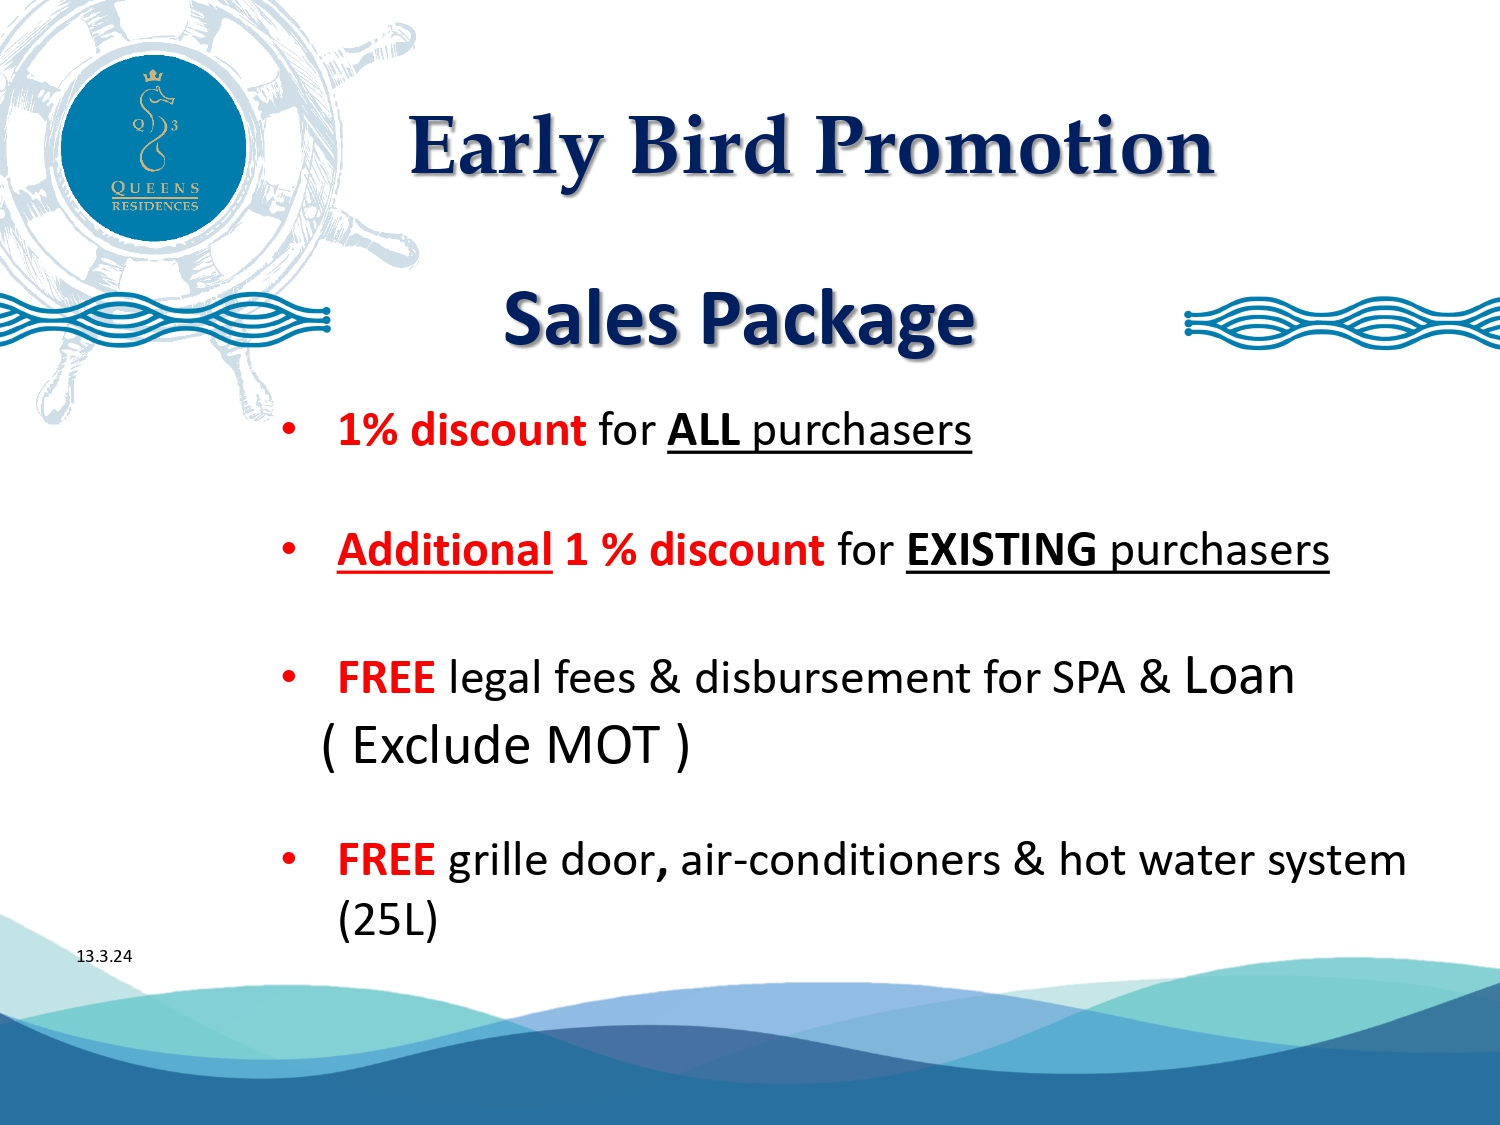 Q 3
QUEENS
RESIDENCES
Early Bird Promotion
Sales Package
• 1% discount for ALL purchasers
• Additional 1 % discount for EXISTING purchasers
• FREE legal fees & disbursement for SPA & Loan
( Exclude MOT )
• FREE grille door, air-conditioners & hot water system
(25L)
13.3.24